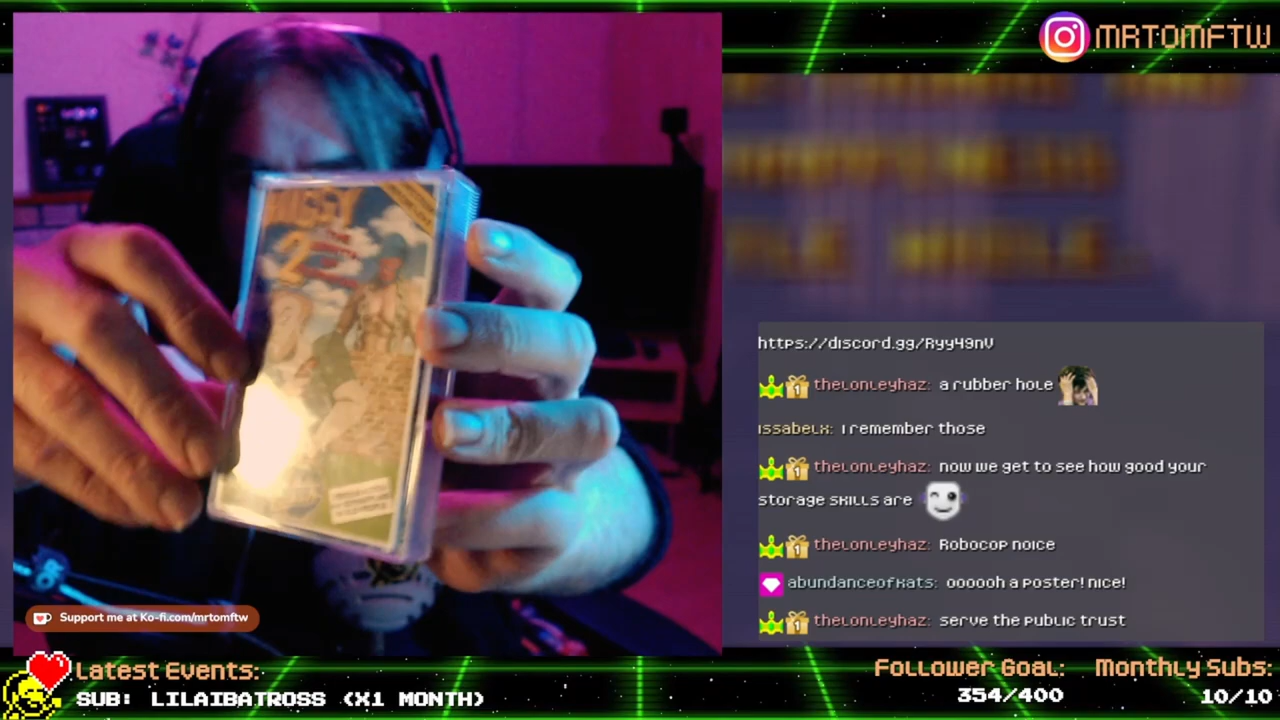 MRTOMFTW
https://discord.gg/Ryy49nV
thelonleyhaz: a rubber hole
issabelx: i remember those
thelonleyhaz: now we get to see how good your
storage skills are
thelonleyhaz: Robocop noice
abundanceofkats: oooooh a poster! nice!
thelonleyhaz: serve the public trust
2
Support me at Ko-fi.com/mrtomftw
Latest Events:
SUB: LILAIBATROSS (X1 MONTH)
Follower Goal:
354/400
Monthly Subs:
10/10